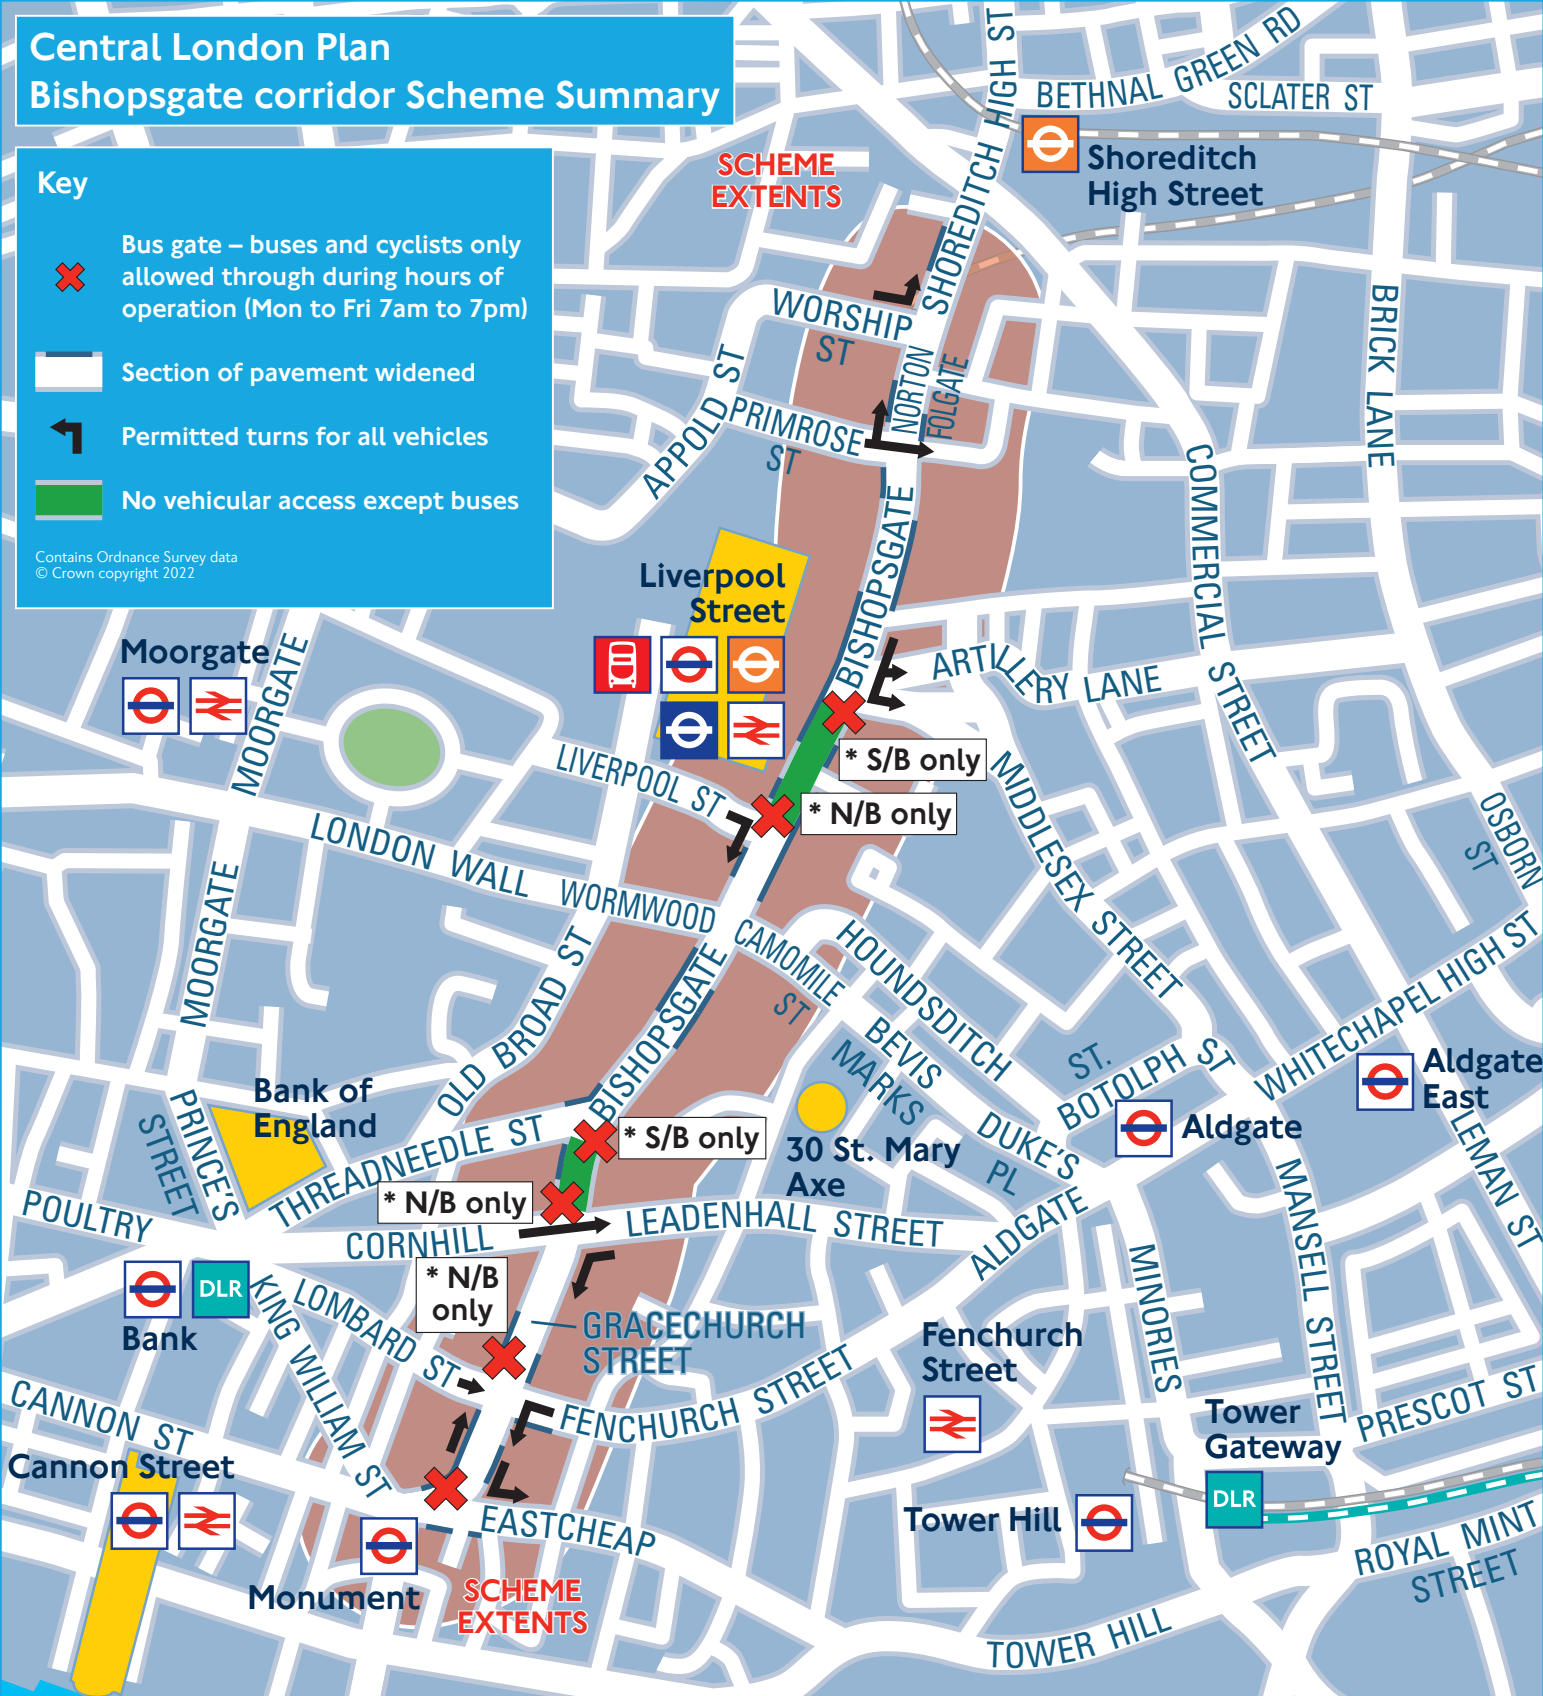 Central London Plan
Bishopsgate corridor Scheme Summary
Key
Bus gate – buses and cyclists only
allowed through during hours of
operation (Mon to Fri 7am to 7pm)
Section of pavement widened
Permitted turns for all vehicles
No vehicular access except buses
Contains Ordnance Survey data
© Crown copyright 2022
SCHEME
EXTENTS
SHOREDITCH HIGH ST
BETHNAL GREEN RD
SCLATER ST
Shoreditch
High Street
WORSHIP
ST
NORTON
FOLGATE
APPOLD ST
PRIMROSE
ST
BRICK LANE
COMMERCIAL STREET
BISHOPSGATE
Liverpool
Street
ARTILLERY LANE
Moorgate
MOORGATE
* S/B only
* N/B only
LIVERPOOL ST
MIDDLESEX STREET
OSBORN
ST
LONDON WALL
WORMWOOD
CAMOMILE
ST
HOUNDSDITCH
MOORGATE
OLD BROAD ST
BISHOPSGATE
BEVIS
MARKS
ST.
BOTOLPH ST
WHITECHAPEL HIGH ST
Aldgate
East
Aldgate
Bank of
England
PRINCE'S
STREET
THREADNEEDLE ST
* S/B only
30 St. Mary
Axe
DUKE'S
PL
* N/B only
POULTRY
CORNHILL
LEADENHALL STREET
ALDGATE
MANSELL STREET
LEMAN ST
MINORIES
DLR
Bank
KING WILLIAM ST
LOMBARD ST
* N/B
only
GRACECHURCH
STREET
Fenchurch
Street
FENCHURCH STREET
CANNON ST
Cannon Street
Tower
Gateway
DLR
PRESCOT ST
Tower Hill
EASTCHEAP
Monument
SCHEME
EXTENTS
ROYAL MINT
STREET
TOWER HILL